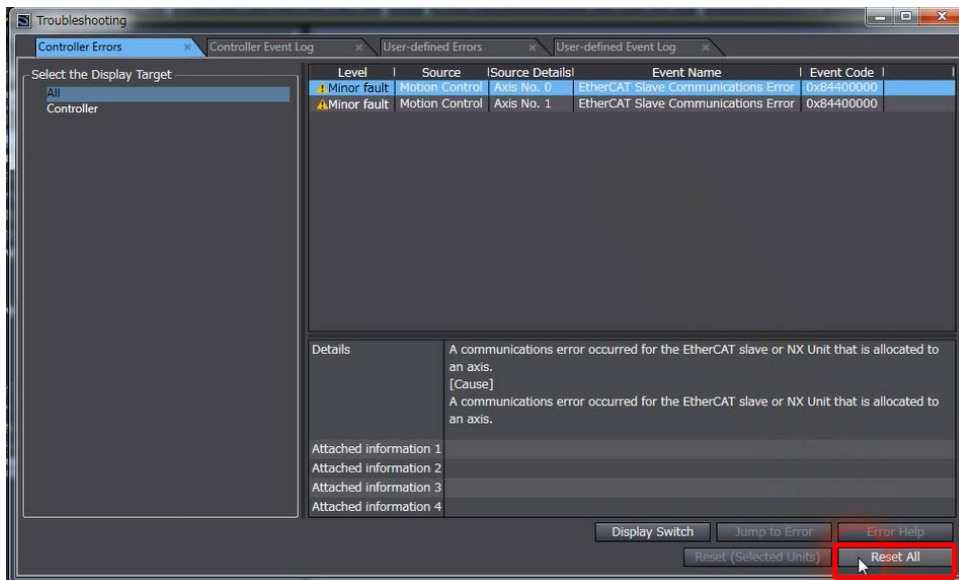 Troubleshooting
Controller Errors
Controller Event Log
User-defined Errors
User-defined Event Log
Select the Display Target
All
Controller
Level Source Source Details Event Name Event Code
Minor fault Motion Control Axis No. 0 EtherCAT Slave Communications Error 0x84400000
Minor fault Motion Control Axis No. 1 EtherCAT Slave Communications Error 0x84400000
Details
A communications error occurred for the EtherCAT slave or NX Unit that is allocated to
an axis.
[Cause]
A communications error occurred for the EtherCAT slave or NX Unit that is allocated to
an axis.
Attached information 1
Attached information 2
Attached information 3
Attached information 4
Display Switch Jump to Error Error Help
Reset (Selected Units) Reset All